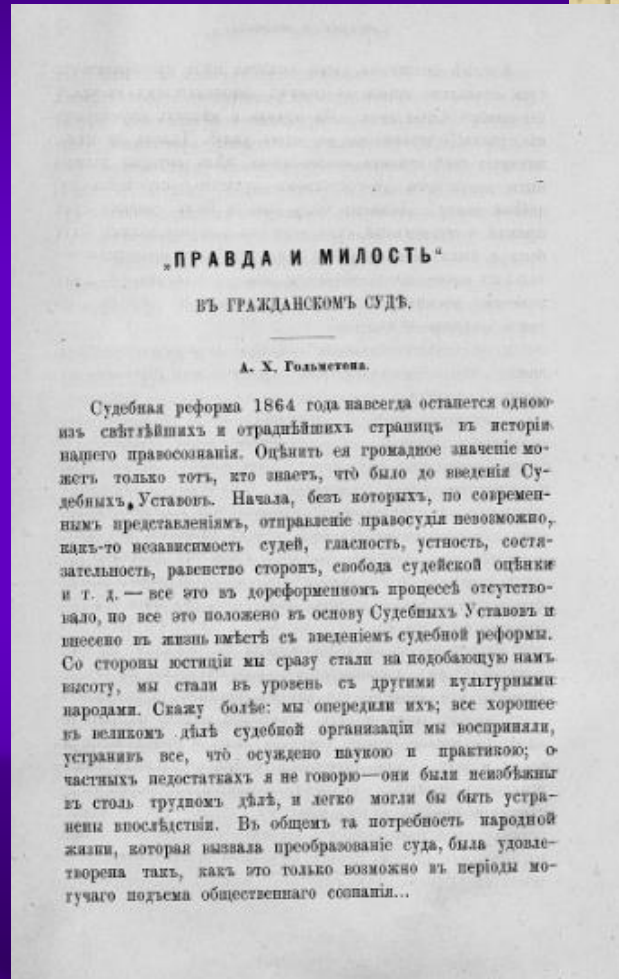 „ПРАВДА И МИЛОСТЬ“
ВЪ ГРАЖДАНСКОМЪ СУДѢ.
А. Х. Гольмстена.
Судебная реформа 1864 года навсегда останется одною
изъ свѣтлѣйшихъ и отраднѣйшихъ страницъ въ исторіи
нашего правосознанія. Оцѣнить ея громадное значеніе мо-
жетъ только тотъ, кто знаетъ, чтó было до введенія Су-
дебныхъ Уставовъ. Начала, безъ которыхъ, по современ-
нымъ представленіямъ, отправленіе правосудія невозможно,
какъ-то независимость судей, гласность, устность, состя-
зательность, равенство сторонъ, свобода судейской оцѣнки
и т. д. — все это въ дореформенномъ процессѣ отсутство-
вало, но все это положено въ основу Судебныхъ Уставовъ и
внесено въ жизнь вмѣстѣ съ введеніемъ судебной реформы.
Со стороны юстиціи мы сразу стали на подобающую намъ
высоту, мы стали въ уровень съ другими культурными
народами. Скажу болѣе: мы опередили ихъ; все хорошее
въ великомъ дѣлѣ судебной организаціи мы восприняли,
устранивъ все, чтó осуждено наукою и практикою; о
частныхъ недостаткахъ я не говорю — они были неизбѣжны
въ столь трудномъ дѣлѣ, и легко могли бы быть устра-
нены впослѣдствіи. Въ общемъ та потребность народной
жизни, которая вызвала преобразованіе суда, была удовле-
творена такъ, какъ это только возможно въ періоды мо-
гучаго подъема общественнаго сознанія...